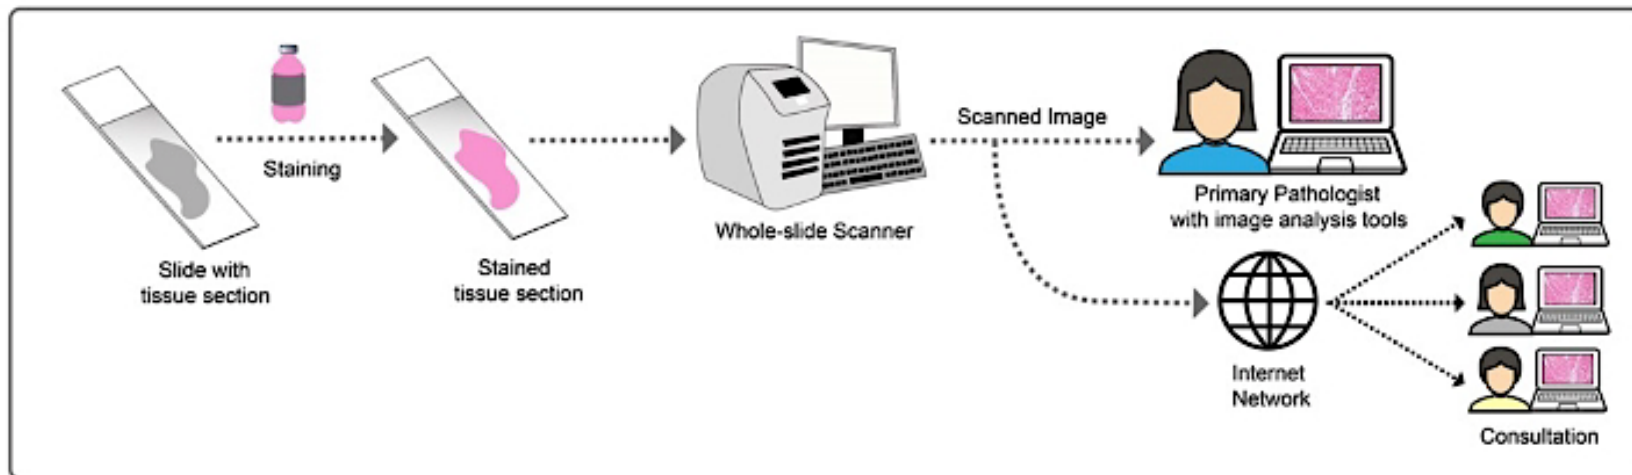 Staining
Slide with
tissue section
Stained
tissue section
Whole-slide Scanner
Scanned Image
Primary Pathologist
with image analysis tools
Internet
Network
Consultation